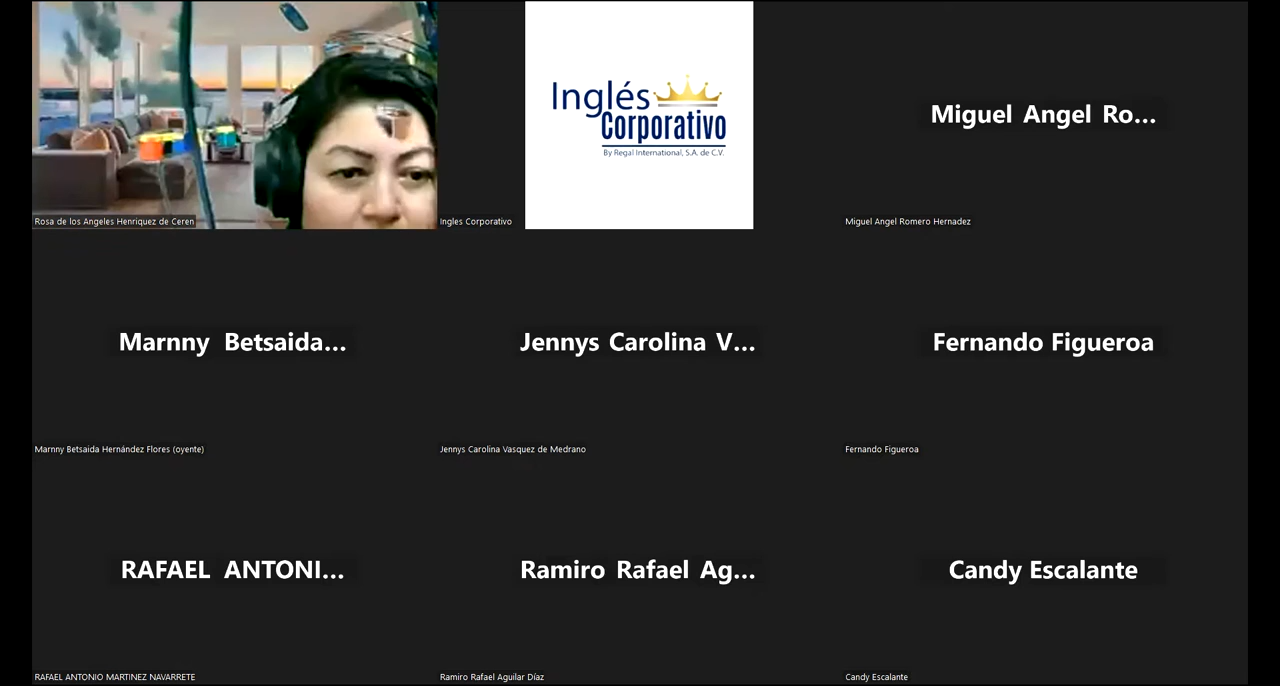 Rosa de los Angeles Henriquez de Ceren
Inglés
Corporativo
By Regal International, S.A. de C.V.
Ingles Corporativo
Miguel Angel Ro...
Miguel Angel Romero Hernadez
Marnny Betsaida...
Marnny Betsaida Hernández Flores (oyente)
Jennys Carolina V...
Jennys Carolina Vasquez de Medrano
Fernando Figueroa
Fernando Figueroa
RAFAEL ANTONI...
RAFAEL ANTONIO MARTINEZ NAVARRETE
Ramiro Rafael Ag...
Ramiro Rafael Aguilar Díaz
Candy Escalante
Candy Escalante